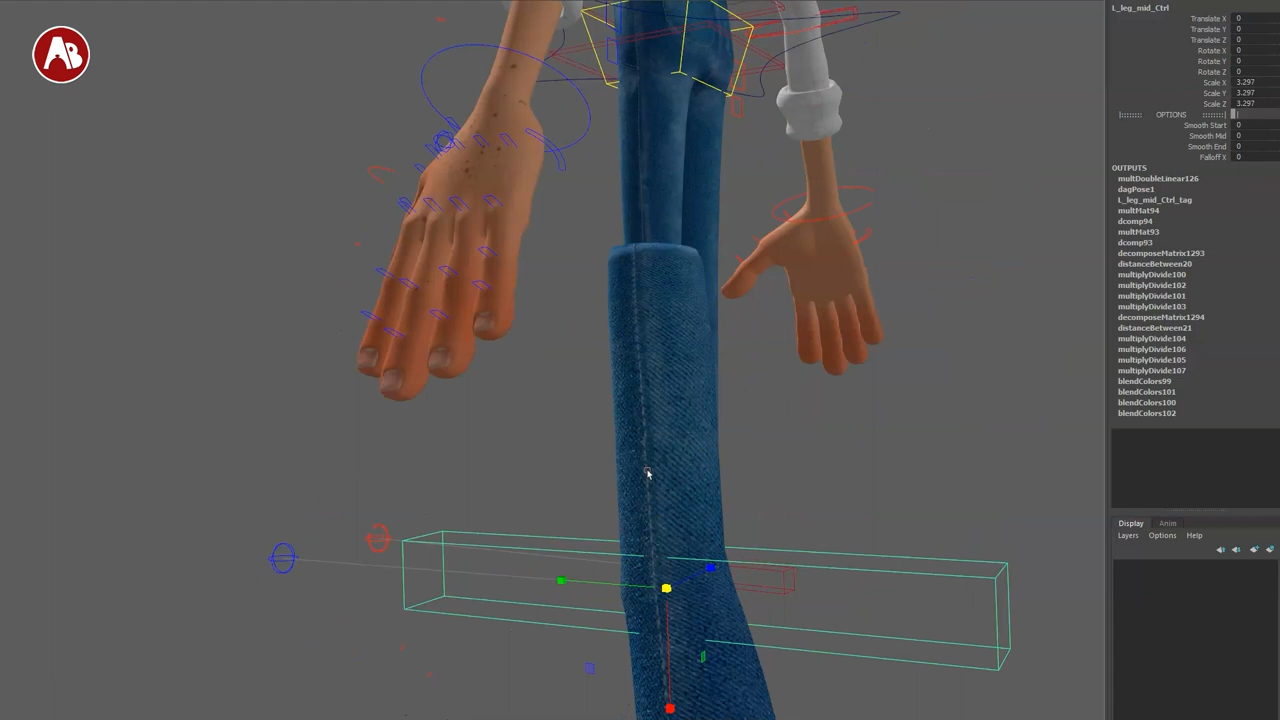 AB
L_leg_mid_Ctrl
Translate X 0
Translate Y 0
Translate Z 0
Rotate X 0
Rotate Y 0
Rotate Z 0
Scale X 3.297
Scale Y 3.297
Scale Z 3.297
|:::::::: OPTIONS ::::::::|
Smooth Start 0
Smooth Mid 0
Smooth End 0
Falloff X 0
OUTPUTS
multDoubleLinear126
dagPose1
L_leg_mid_Ctrl_tag
multMat94
dcomp94
multMat93
dcomp93
decomposeMatrix1293
distanceBetween20
multiplyDivide100
multiplyDivide102
multiplyDivide101
multiplyDivide103
decomposeMatrix1294
distanceBetween21
multiplyDivide104
multiplyDivide106
multiplyDivide105
multiplyDivide107
blendColors99
blendColors101
blendColors100
blendColors102
Display Anim
Layers Options Help